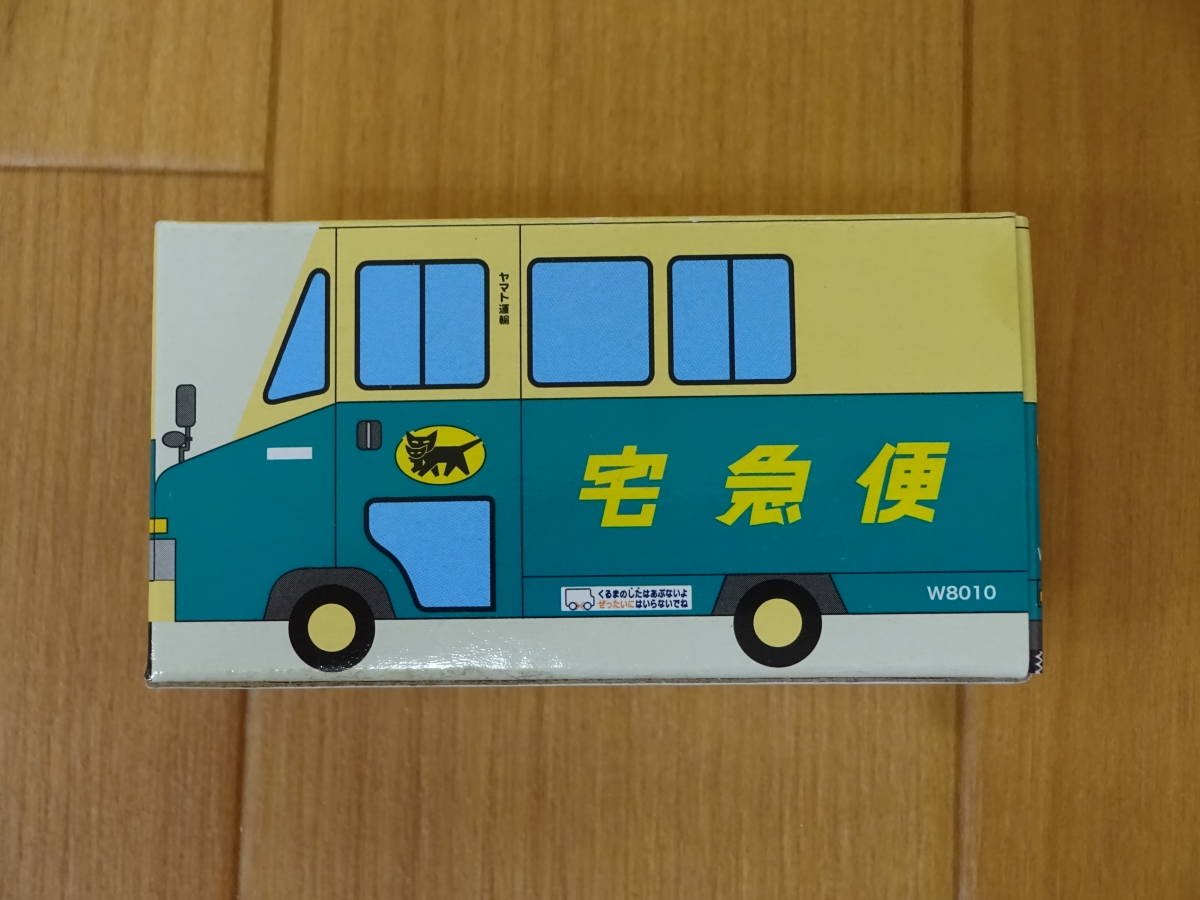 ヤマト運輸
宅急便
くるまのしたはあぶないよ
ぜったいにはいらないでね
W8010